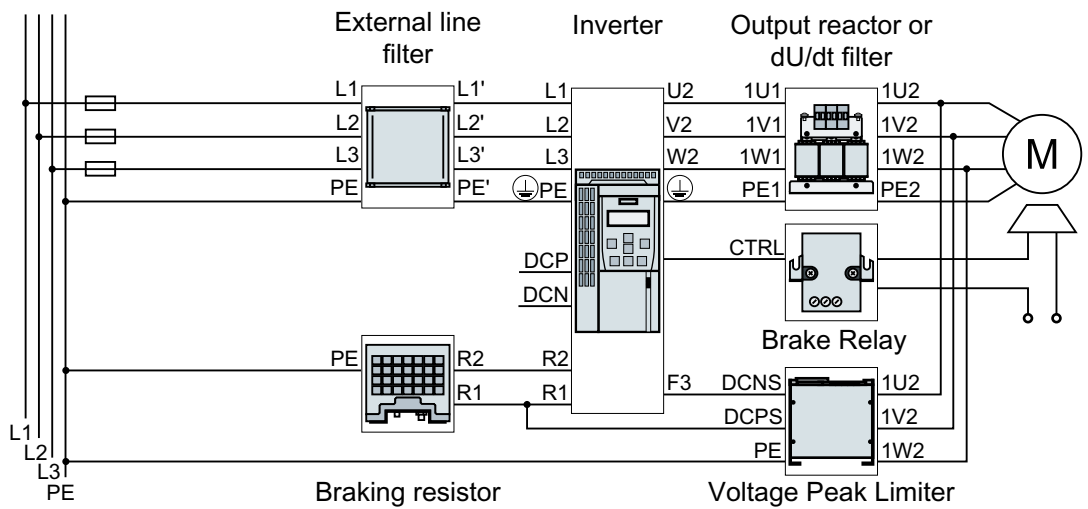 External line
filter
Inverter
Output reactor or
dU/dt filter
L1 L1' L1 U2 1U1 1U2
L2 L2' L2 V2 1V1 1V2
L3 L3' L3 W2 1W1 1W2
PE PE' PE PE1 PE2
M
CTRL
DCP
DCN
Brake Relay
PE R2 R2
R1 R1
F3 DCNS 1U2
DCPS 1V2
PE 1W2
L1
L2
L3
PE
Braking resistor
Voltage Peak Limiter